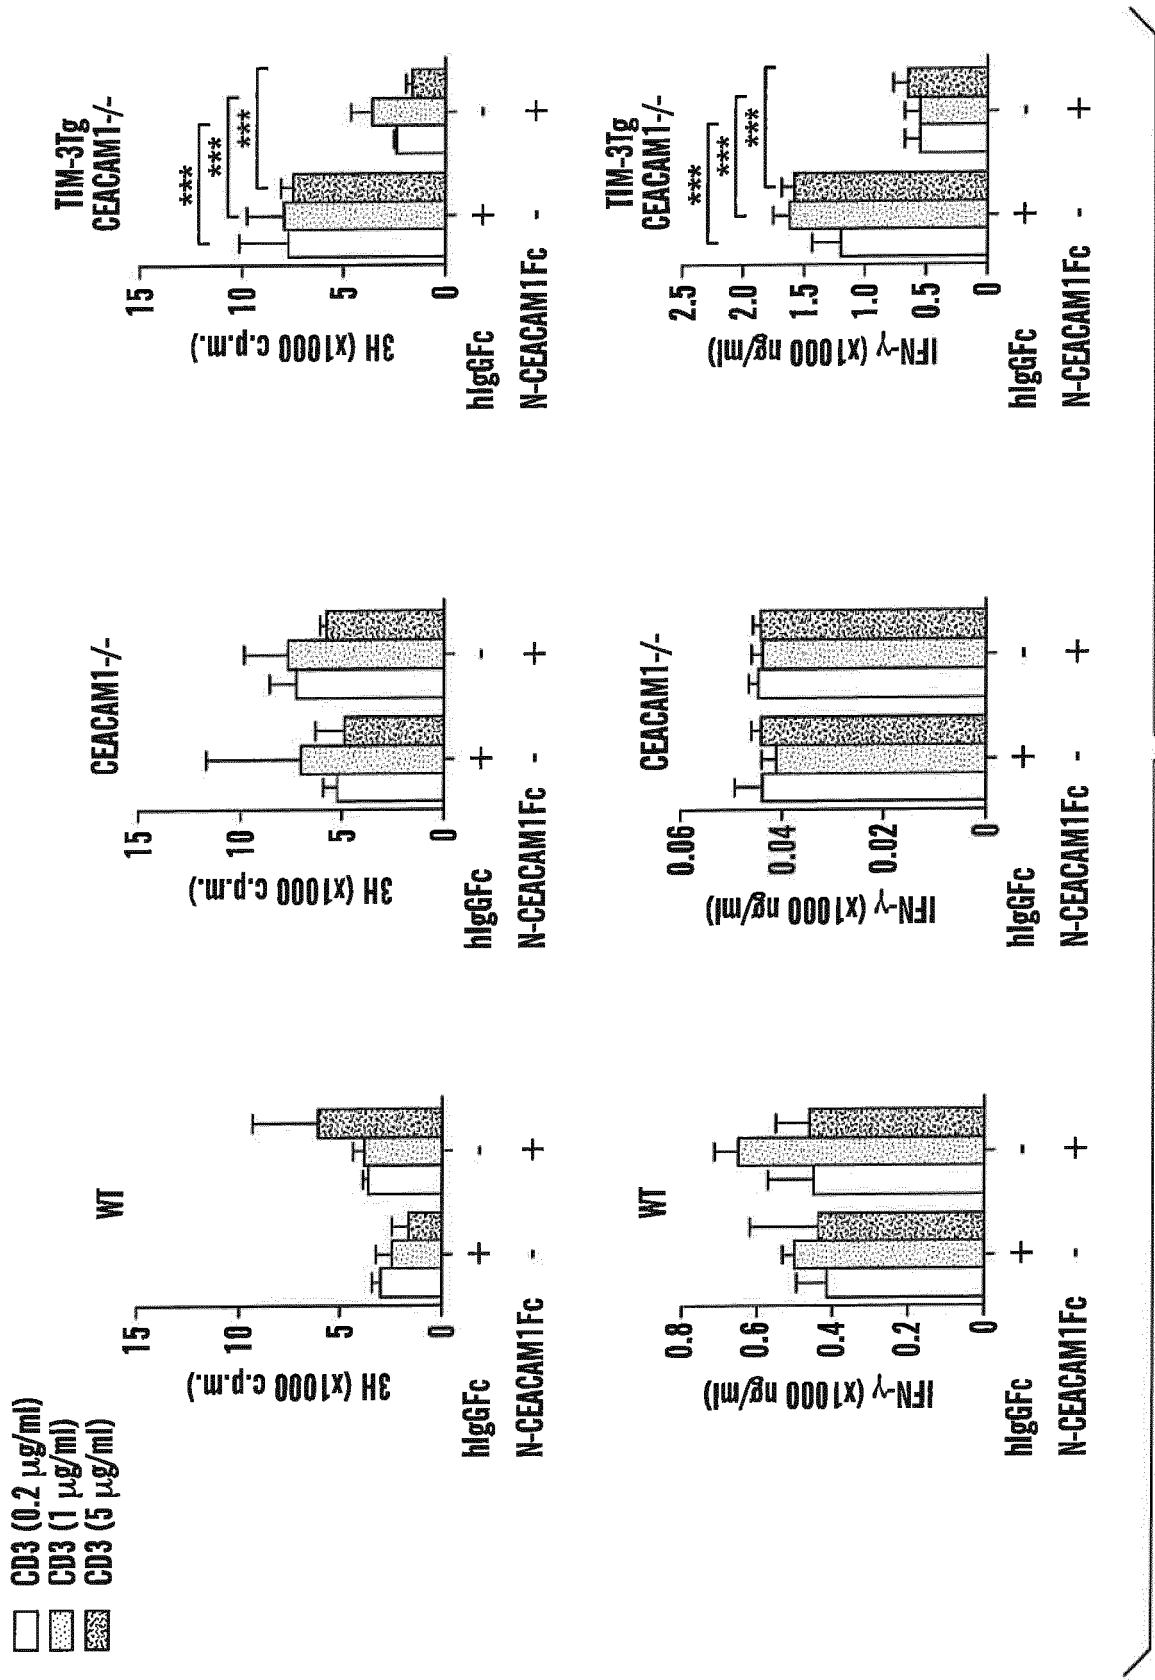 CD3 (0.2 μg/ml)
CD3 (1 μg/ml)
CD3 (5 μg/ml)
WT
3H (x1000 c.p.m.)
15
10
5
0
hIgGFc + -
N-CEACAM1Fc - +
CEACAM1-/-
3H (x1000 c.p.m.)
15
10
5
0
hIgGFc + -
N-CEACAM1Fc - +
TIM-3Tg
CEACAM1-/-
3H (x1000 c.p.m.)
15
10
5
0
***
***
***
hIgGFc + -
N-CEACAM1Fc - +
WT
IFN-γ (x1000 ng/ml)
0.8
0.6
0.4
0.2
0
hIgGFc + -
N-CEACAM1Fc - +
CEACAM1-/-
IFN-γ (x1000 ng/ml)
0.06
0.04
0.02
0
hIgGFc + -
N-CEACAM1Fc - +
TIM-3Tg
CEACAM1-/-
IFN-γ (x1000 ng/ml)
2.5
2.0
1.5
1.0
0.5
0
***
***
***
hIgGFc + -
N-CEACAM1Fc - +